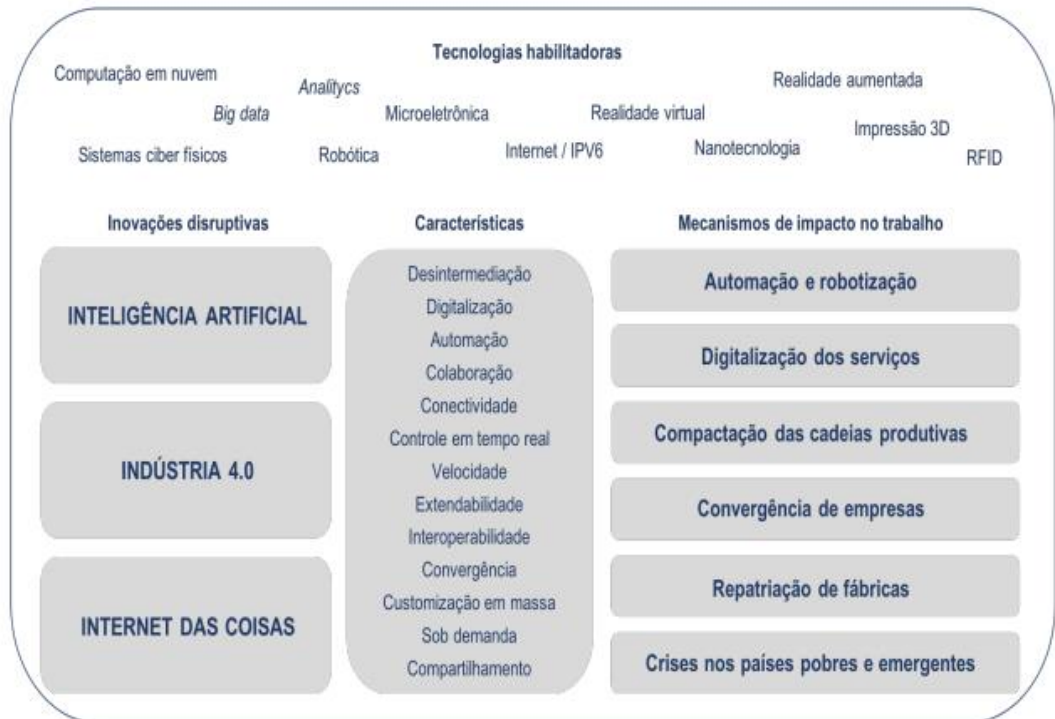 Tecnologias habilitadoras
Computação em nuvem
Analitycs
Realidade aumentada
Big data
Microeletrônica
Realidade virtual
Impressão 3D
Sistemas ciber físicos
Robótica
Internet / IPV6
Nanotecnologia
RFID
Inovações disruptivas
INTELIGÊNCIA ARTIFICIAL
INDÚSTRIA 4.0
INTERNET DAS COISAS
Características
Desintermediação
Digitalização
Automação
Colaboração
Conectividade
Controle em tempo real
Velocidade
Extendabilidade
Interoperabilidade
Convergência
Customização em massa
Sob demanda
Compartilhamento
Mecanismos de impacto no trabalho
Automação e robotização
Digitalização dos serviços
Compactação das cadeias produtivas
Convergência de empresas
Repatriação de fábricas
Crises nos países pobres e emergentes